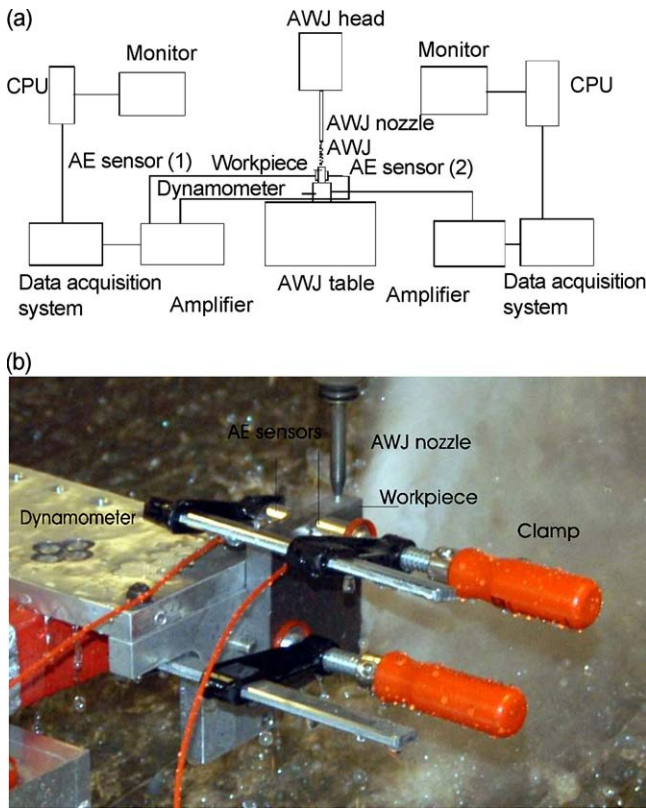 (a)
AWJ head
Monitor
Monitor
CPU
CPU
AWJ nozzle
AWJ
AE sensor (1)
Workpiece
AE sensor (2)
Dynamometer
Data acquisition
system
Amplifier
AWJ table
Amplifier
Data acquisition
system
(b)
AE sensors
AWJ nozzle
Workpiece
Dynamometer
Clamp